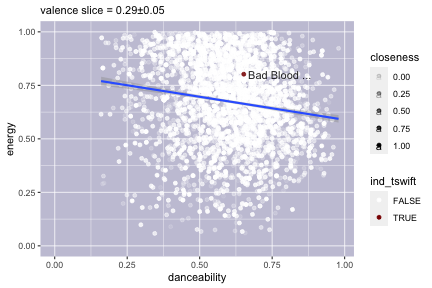 valence slice = 0.29±0.05
1.00
0.75
0.50
0.25
0.00
energy
Bad Blood ...
0.00
0.25
0.50
0.75
1.00
danceability
closeness
0.00
0.25
0.50
0.75
1.00
ind_tswift
FALSE
TRUE